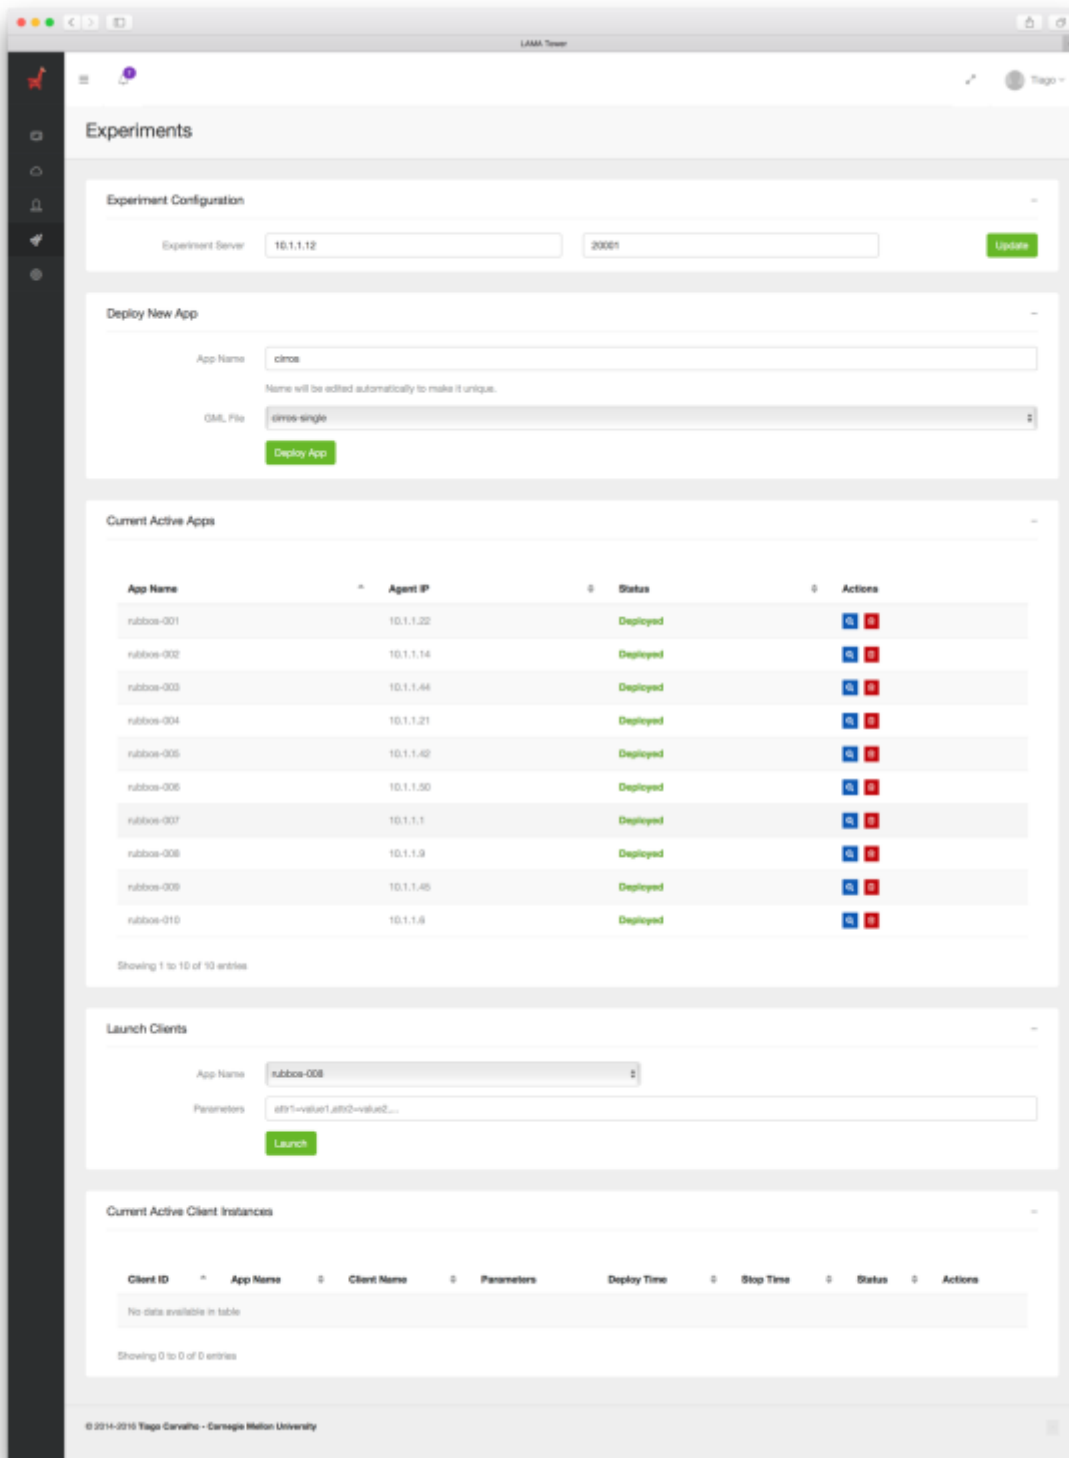 LAMA Tower
1
Tiago
Experiments
Experiment Configuration
Experiment Server 10.1.1.12 20001 Update
Deploy New App
App Name cirros
Name will be edited automatically to make it unique.
GML File cirros-single
Deploy App
Current Active Apps
App Name Agent IP Status Actions
rubbos-001 10.1.1.22 Deployed
rubbos-002 10.1.1.14 Deployed
rubbos-003 10.1.1.44 Deployed
rubbos-004 10.1.1.21 Deployed
rubbos-005 10.1.1.42 Deployed
rubbos-006 10.1.1.50 Deployed
rubbos-007 10.1.1.1 Deployed
rubbos-008 10.1.1.9 Deployed
rubbos-009 10.1.1.45 Deployed
rubbos-010 10.1.1.6 Deployed
Showing 1 to 10 of 10 entries
Launch Clients
App Name rubbos-008
Parameters attr1=value1,attr2=value2,...
Launch
Current Active Client Instances
Client ID App Name Client Name Parameters Deploy Time Stop Time Status Actions
No data available in table
Showing 0 to 0 of 0 entries
© 2014-2016 Tiago Carvalho - Carnegie Mellon University